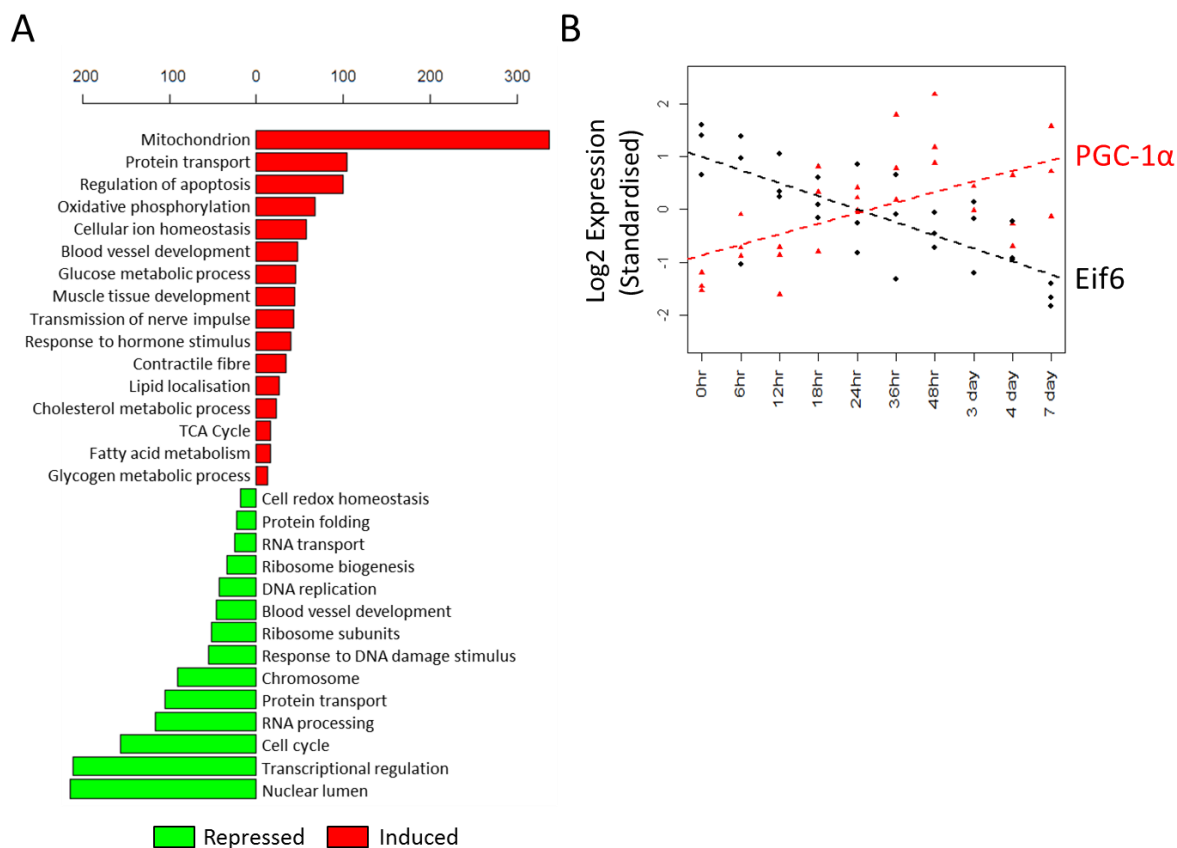 A
200 100 0 100 200 300
Mitochondrion
Protein transport
Regulation of apoptosis
Oxidative phosphorylation
Cellular ion homeostasis
Blood vessel development
Glucose metabolic process
Muscle tissue development
Transmission of nerve impulse
Response to hormone stimulus
Contractile fibre
Lipid localisation
Cholesterol metabolic process
TCA Cycle
Fatty acid metabolism
Glycogen metabolic process
Cell redox homeostasis
Protein folding
RNA transport
Ribosome biogenesis
DNA replication
Blood vessel development
Ribosome subunits
Response to DNA damage stimulus
Chromosome
Protein transport
RNA processing
Cell cycle
Transcriptional regulation
Nuclear lumen
Repressed Induced
B
Log2 Expression
(Standardised)
2
1
0
-1
-2
0hr 6hr 12hr 18hr 24hr 36hr 48hr 3 day 4 day 7 day
PGC-1α
Eif6